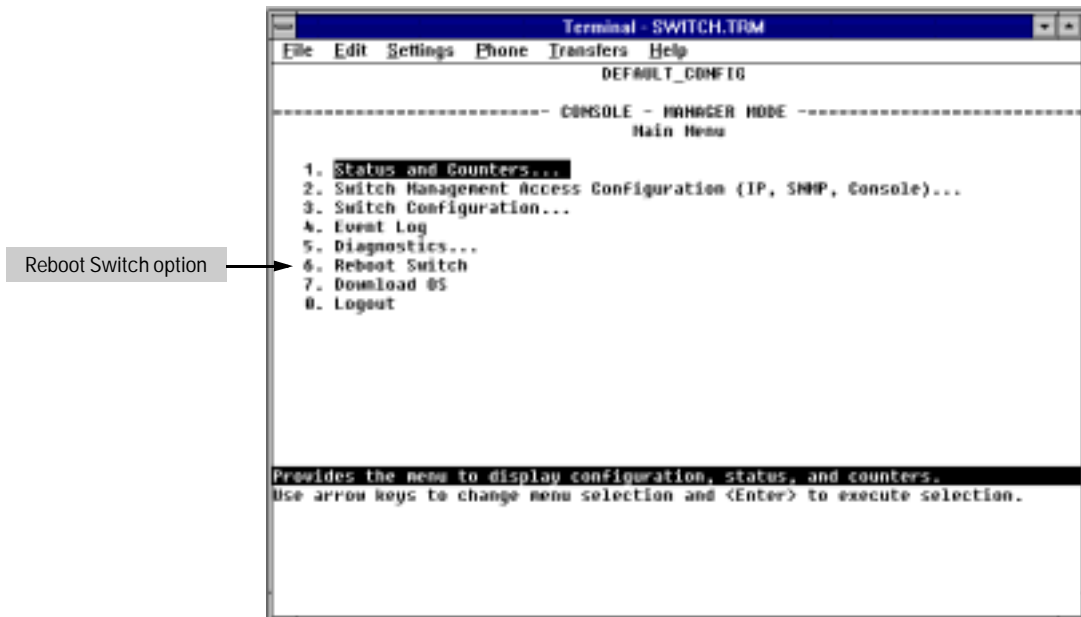 Terminal - SWITCH.TRM
File Edit Settings Phone Transfers Help
DEFAULT_CONFIG
-------------------------- CONSOLE - MANAGER MODE --------------------------
Main Menu
1. Status and Counters...
2. Switch Management Access Configuration (IP, SNMP, Console)...
3. Switch Configuration...
4. Event Log
5. Diagnostics...
Reboot Switch option
6. Reboot Switch
7. Download OS
0. Logout
Provides the menu to display configuration, status, and counters.
Use arrow keys to change menu selection and <Enter> to execute selection.